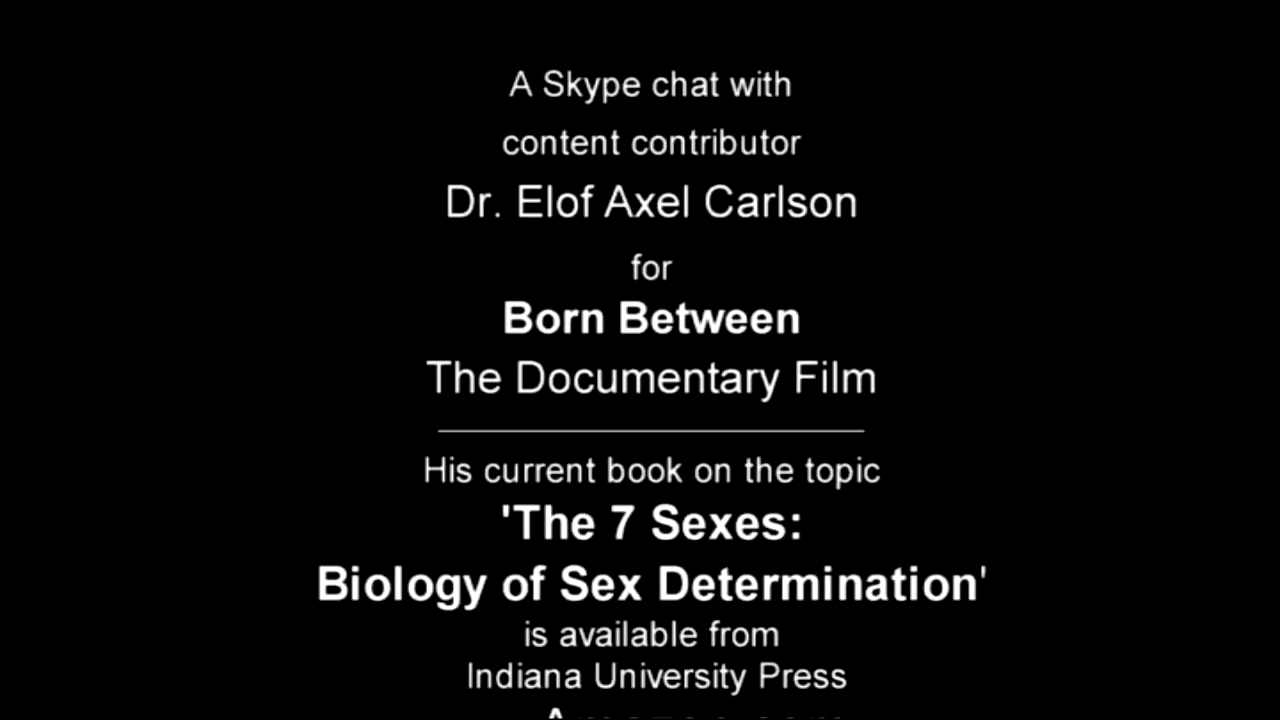 A Skype chat with
content contributor
Dr. Elof Axel Carlson
for
Born Between
The Documentary Film
His current book on the topic
'The 7 Sexes:
Biology of Sex Determination'
is available from
Indiana University Press